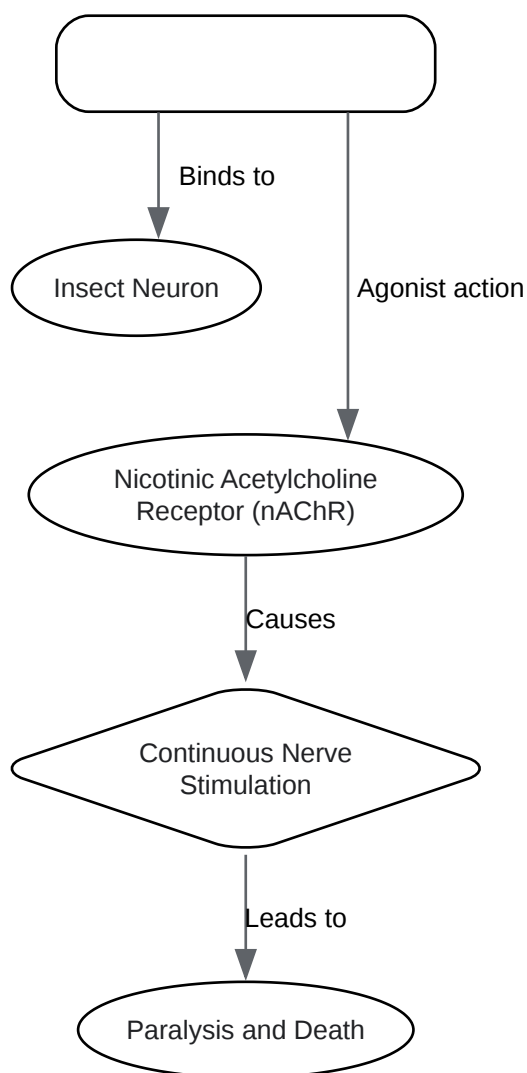 Binds to
Insect Neuron
Agonist action
Nicotinic Acetylcholine
Receptor (nAChR)
Causes
Continuous Nerve
Stimulation
Leads to
Paralysis and Death